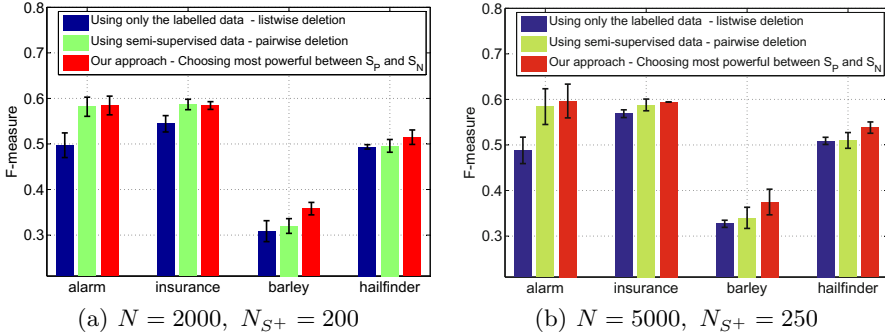 0.8
0.7
0.6
0.5
0.4
0.3
F-measure
Using only the labelled data - listwise deletion
Using semi-supervised data - pairwise deletion
Our approach - Choosing most powerful between S_P and S_N
alarm insurance barley hailfinder
(a) N = 2000, N_{S+} = 200
0.8
0.7
0.6
0.5
0.4
0.3
F-measure
Using only the labelled data - listwise deletion
Using semi-supervised data - pairwise deletion
Our approach - Choosing most powerful between S_P and S_N
alarm insurance barley hailfinder
(b) N = 5000, N_{S+} = 250